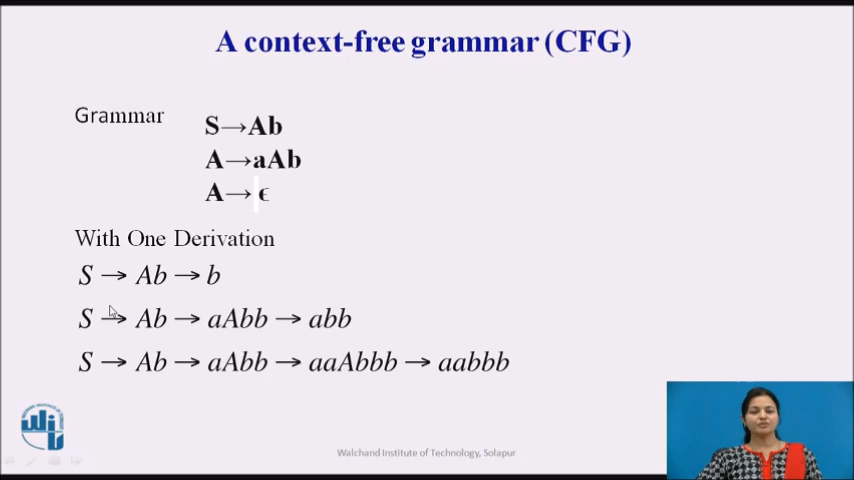 A context-free grammar (CFG)
Grammar
S→Ab
A→aAb
A→ ϵ
With One Derivation
S → Ab → b
S → Ab → aAbb → abb
S → Ab → aAbb → aaAbbb → aabbb
Walchand Institute of Technology, Solapur